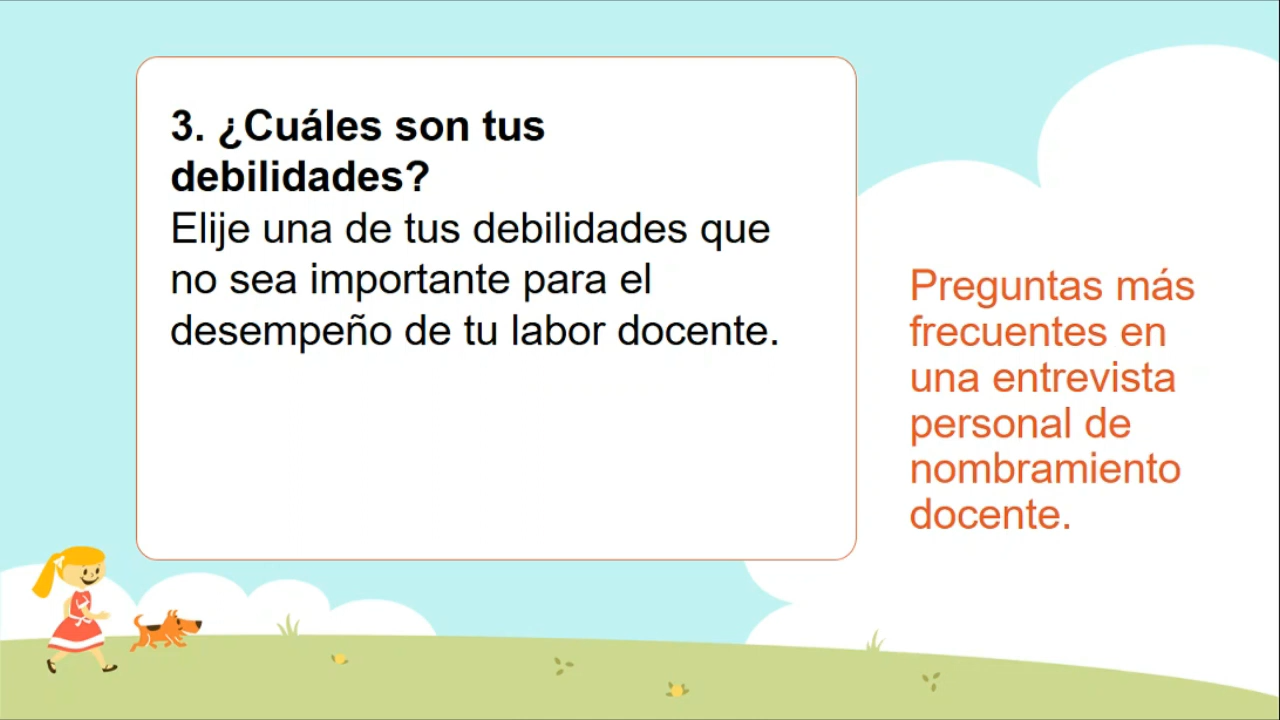 3. ¿Cuáles son tus
debilidades?
Elije una de tus debilidades que
no sea importante para el
desempeño de tu labor docente.
Preguntas más
frecuentes en
una entrevista
personal de
nombramiento
docente.